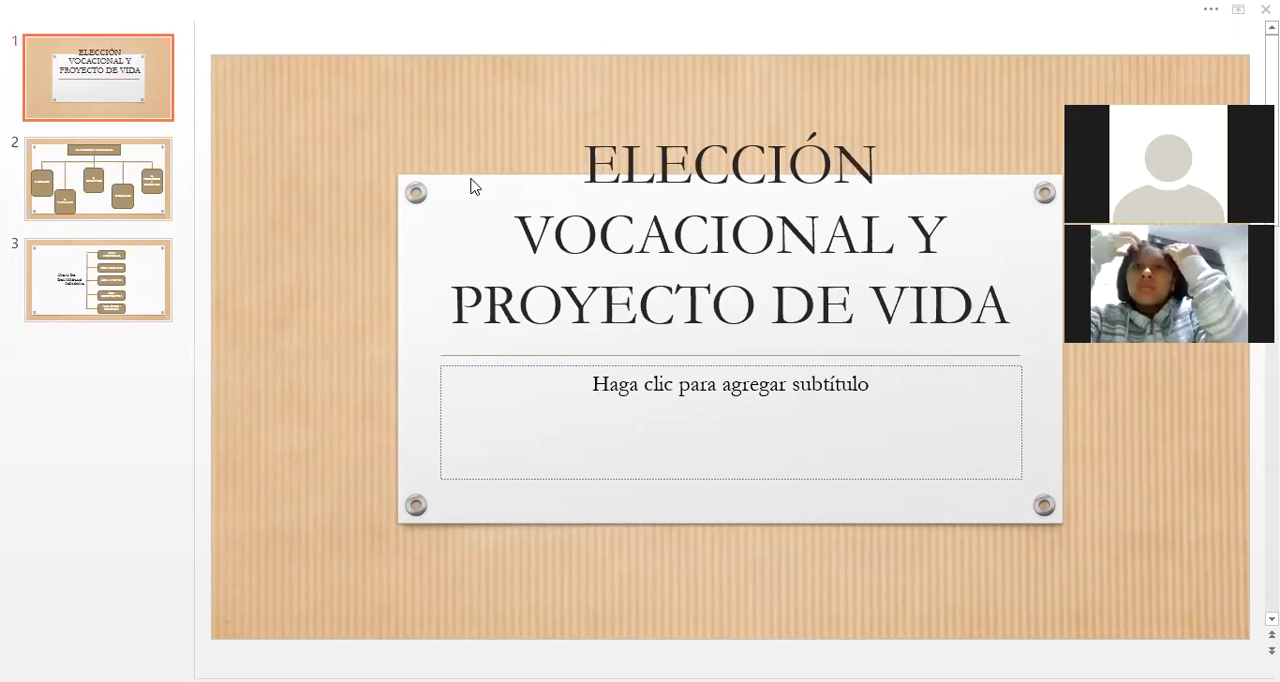 1
ELECCIÓN
VOCACIONAL Y
PROYECTO DE VIDA
2
3
ELECCIÓN
VOCACIONAL Y
PROYECTO DE VIDA
Haga clic para agregar subtítulo